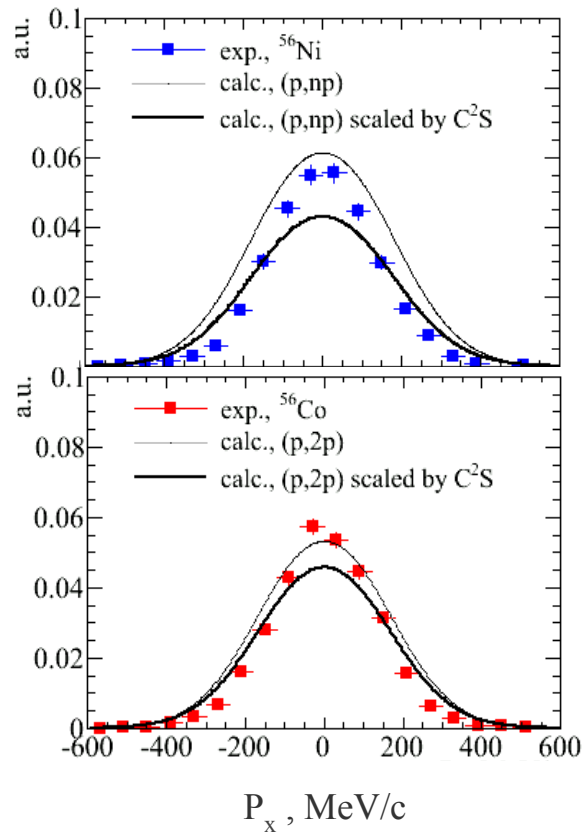 a.u.
0.1
0.08
0.06
0.04
0.02
exp., ⁵⁶Ni
calc., (p,np)
calc., (p,np) scaled by C²S
a.u.
0.1
0.08
0.06
0.04
0.02
0
exp., ⁵⁶Co
calc., (p,2p)
calc., (p,2p) scaled by C²S
-600 -400 -200 0 200 400 600
Pₓ , MeV/c